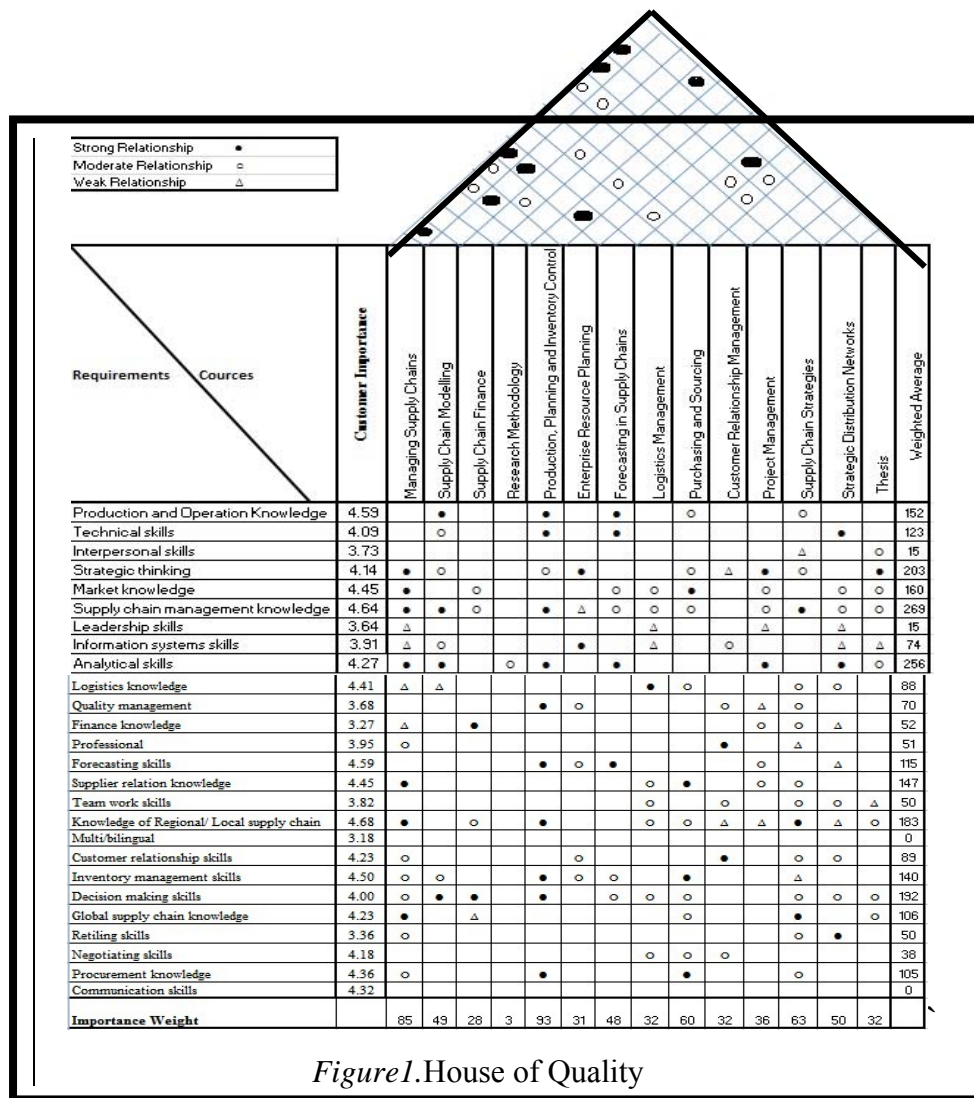 Strong Relationship ●
Moderate Relationship ○
Weak Relationship △
Requirements Cources
Customer Importance
Managing Supply Chains
Supply Chain Modelling
Supply Chain Finance
Research Methodology
Production, Planning and Inventory Control
Enterprise Resource Planning
Forecasting in Supply Chains
Logistics Management
Purchasing and Sourcing
Customer Relationship Management
Project Management
Supply Chain Strategies
Strategic Distribution Networks
Thesis
Weighted Average
Production and Operation Knowledge 4.59 ● ● ● ○ ○ 152
Technical skills 4.09 ○ ● ● ● 123
Interpersonal skills 3.73 △ ○ 15
Strategic thinking 4.14 ● ○ ○ ● ○ △ ● ○ ● 203
Market knowledge 4.45 ● ○ ○ ○ ● ○ ○ ○ 160
Supply chain management knowledge 4.64 ● ● ○ ● △ ○ ○ ○ ○ ● ○ ○ 269
Leadership skills 3.64 △ △ △ △ 15
Information systems skills 3.91 △ ○ ● △ ○ △ △ 74
Analytical skills 4.27 ● ● ○ ● ● ● ● ○ 256
Logistics knowledge 4.41 △ △ ● ○ ○ ○ 88
Quality management 3.68 ● ○ ○ △ ○ 70
Finance knowledge 3.27 △ ● ○ ○ △ 52
Professional 3.95 ○ ● △ 51
Forecasting skills 4.59 ● ○ ● ○ △ 115
Supplier relation knowledge 4.45 ● ○ ● ○ ○ 147
Team work skills 3.82 ○ ○ ○ ○ △ 50
Knowledge of Regional/ Local supply chain 4.68 ● ○ ● ○ ○ △ △ ● △ ○ 183
Multi/bilingual 3.18 0
Customer relationship skills 4.23 ○ ○ ● ○ ○ 89
Inventory management skills 4.50 ○ ○ ● ○ ○ ● △ 140
Decision making skills 4.00 ○ ● ● ● ○ ○ ○ ○ ○ ○ 192
Global supply chain knowledge 4.23 ● △ ○ ● ○ 106
Retiling skills 3.36 ○ ○ ● 50
Negotiating skills 4.18 ○ ○ ○ 38
Procurement knowledge 4.36 ○ ● ● ○ 105
Communication skills 4.32 0
Importance Weight 85 49 28 3 93 31 48 32 60 32 36 63 50 32
Figure1.House of Quality